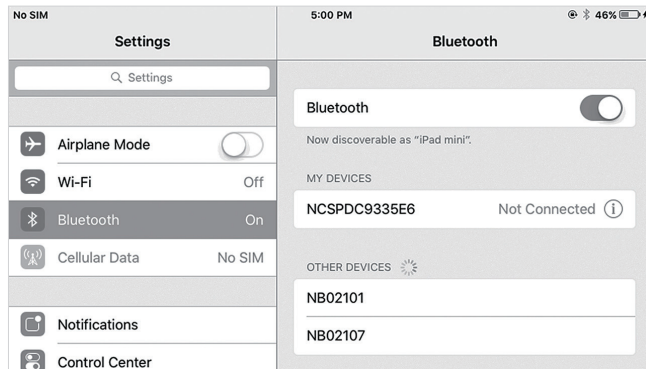 No SIM
5:00 PM
46%
Settings
Bluetooth
Settings
Bluetooth
Now discoverable as “iPad mini”.
Airplane Mode
Wi-Fi Off
MY DEVICES
Bluetooth On
NCSPDC9335E6 Not Connected
Cellular Data No SIM
OTHER DEVICES
NB02101
Notifications
NB02107
Control Center